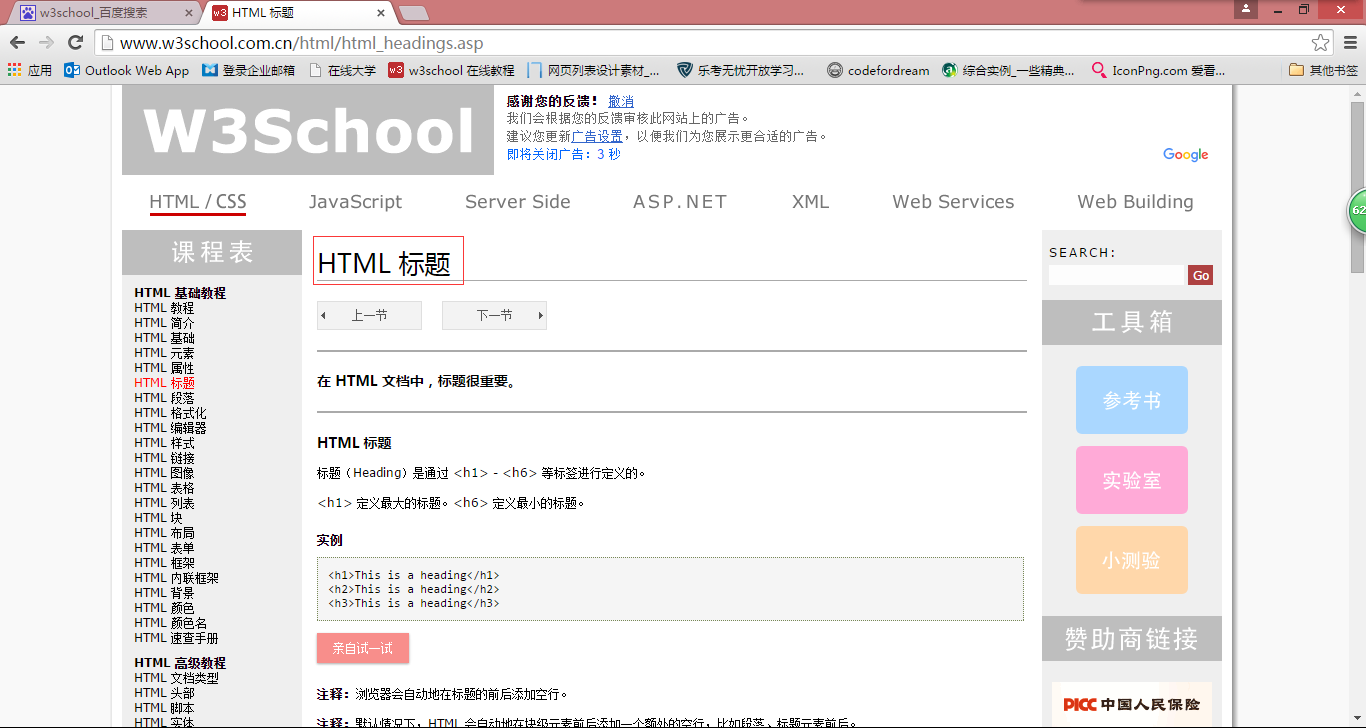 w3school_百度搜索
HTML 标题
www.w3school.com.cn/html/html_headings.asp
应用
Outlook Web App
登录企业邮箱
在线大学
w3school 在线教程
网页列表设计素材_...
乐考无忧开放学习...
codefordream
综合实例_一些精典...
IconPng.com 爱看...
其他书签
W3School
感谢您的反馈！ 撤消
我们会根据您的反馈审核此网站上的广告。
建议您更新广告设置，以便我们为您展示更合适的广告。
即将关闭广告：3 秒
Google
62
HTML / CSS
JavaScript
Server Side
ASP.NET
XML
Web Services
Web Building
课程表
HTML 基础教程
HTML 教程
HTML 简介
HTML 基础
HTML 元素
HTML 属性
HTML 标题
HTML 段落
HTML 格式化
HTML 编辑器
HTML 样式
HTML 链接
HTML 图像
HTML 表格
HTML 列表
HTML 块
HTML 布局
HTML 表单
HTML 框架
HTML 内联框架
HTML 背景
HTML 颜色
HTML 颜色名
HTML 速查手册
HTML 高级教程
HTML 文档类型
HTML 头部
HTML 脚本
HTML 实体
HTML 标题
上一节
下一节
在 HTML 文档中，标题很重要。
HTML 标题
标题（Heading）是通过 <h1> - <h6> 等标签进行定义的。
<h1> 定义最大的标题。<h6> 定义最小的标题。
实例
<h1>This is a heading</h1>
<h2>This is a heading</h2>
<h3>This is a heading</h3>
亲自试一试
注释：浏览器会自动地在标题的前后添加空行。
注释：默认情况下，HTML 会自动地在块级元素前后添加一个额外的空行，比如段落、标题元素前后。
SEARCH:
Go
工具箱
参考书
实验室
小测验
赞助商链接
PICC 中国人民保险